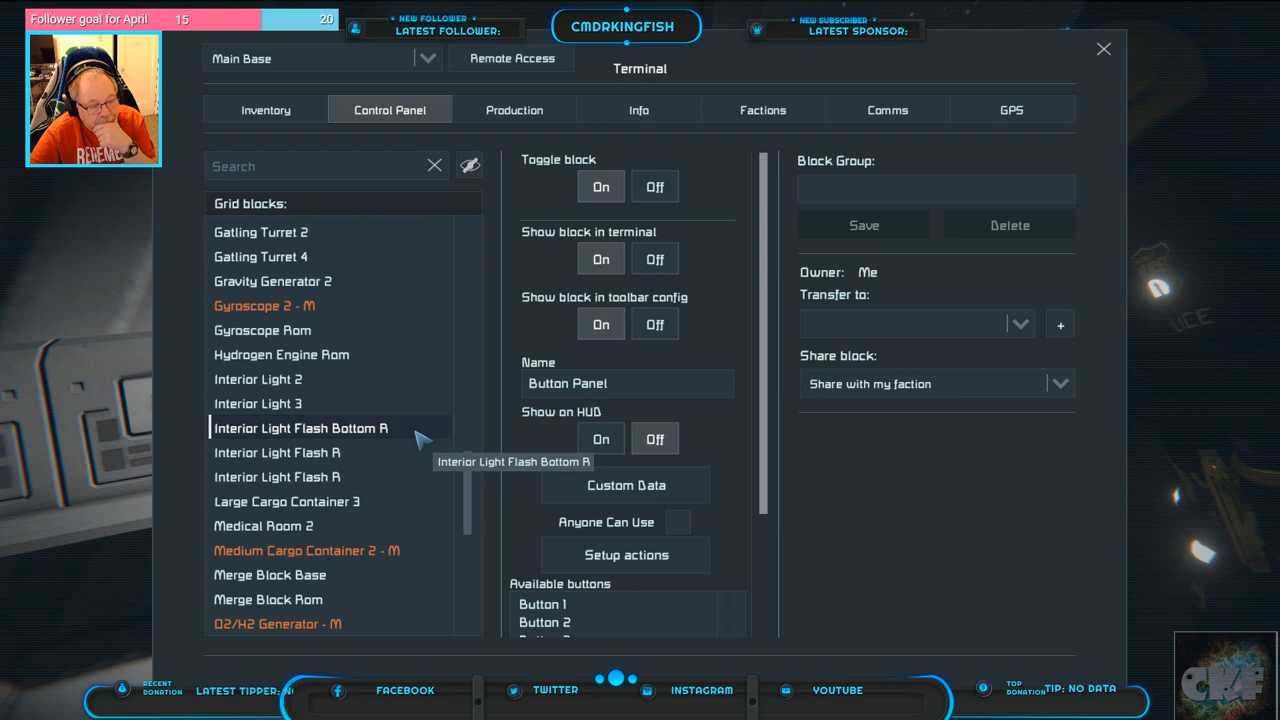 Follower goal for April 15 20
NEW FOLLOWER
LATEST FOLLOWER:
CMDRKINGFISH
NEW SUBSCRIBER
LATEST SPONSOR:
Main Base
Remote Access
Terminal
Inventory
Control Panel
Production
Info
Factions
Comms
GPS
Search
Grid blocks:
Gatling Turret 2
Gatling Turret 4
Gravity Generator 2
Gyroscope 2 - M
Gyroscope Rom
Hydrogen Engine Rom
Interior Light 2
Interior Light 3
Interior Light Flash Bottom R
Interior Light Flash R
Interior Light Flash R
Large Cargo Container 3
Medical Room 2
Medium Cargo Container 2 - M
Merge Block Base
Merge Block Rom
O2/H2 Generator - M
Interior Light Flash Bottom R
Toggle block
On Off
Show block in terminal
On Off
Show block in toolbar config
On Off
Name
Button Panel
Show on HUD
On Off
Custom Data
Anyone Can Use
Setup actions
Available buttons
Button 1
Button 2
Block Group:
Save Delete
Owner: Me
Transfer to:
+
Share block:
Share with my faction
RECENT
DONATION
LATEST TIPPER:
FACEBOOK
TWITTER
INSTAGRAM
YOUTUBE
TOP
DONATION
TIP: NO DATA
CKF